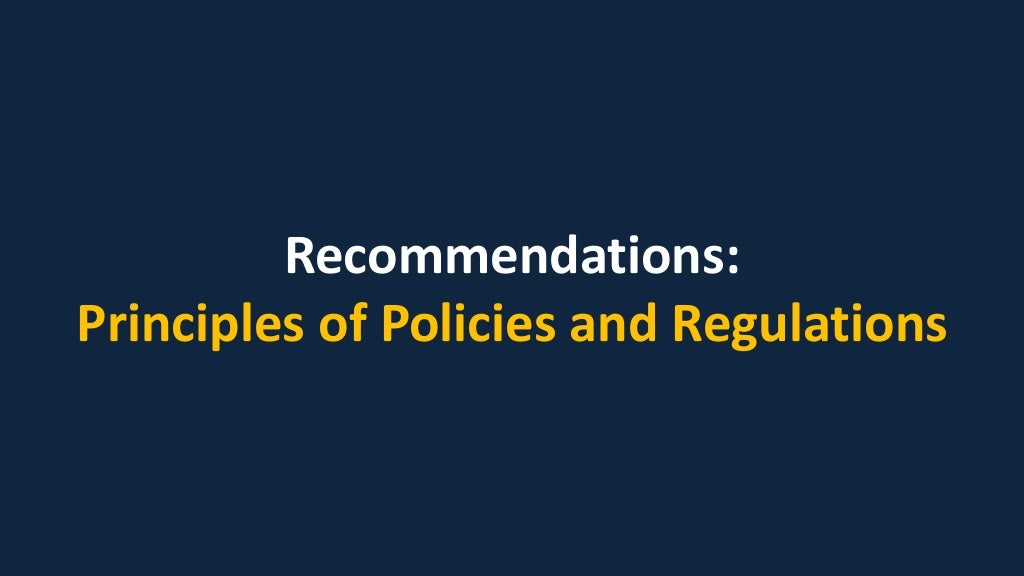 Recommendations:
Principles of Policies and Regulations